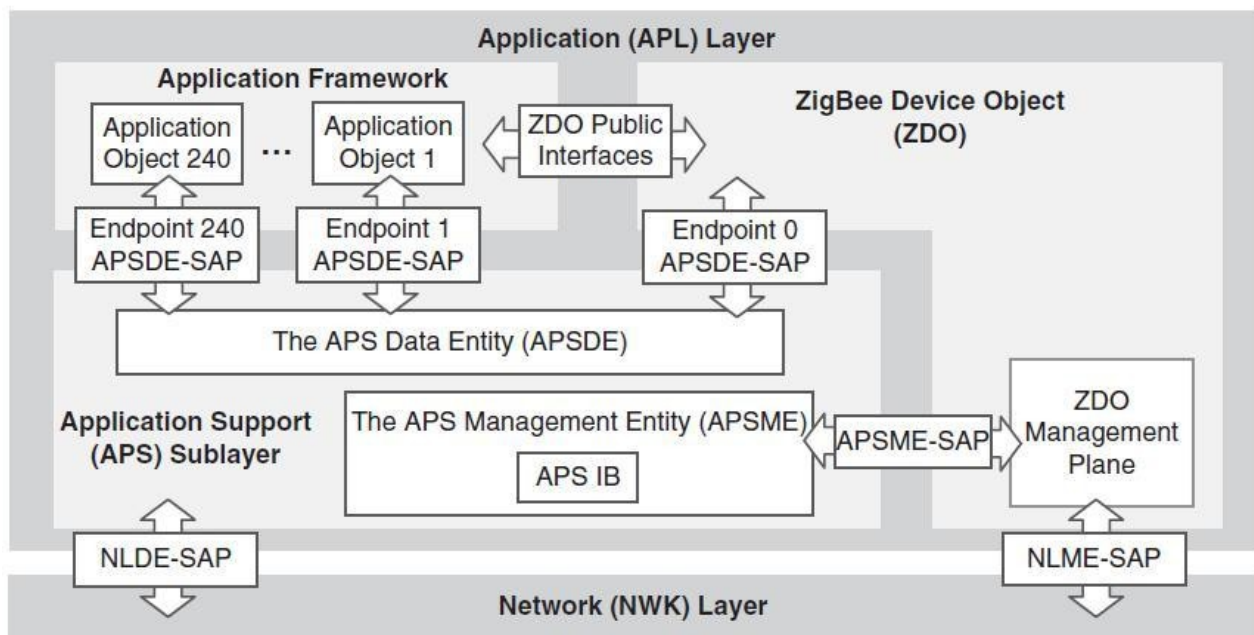 Application (APL) Layer
Application Framework
ZigBee Device Object
(ZDO)
Application
Object 240
...
Application
Object 1
ZDO Public
Interfaces
Endpoint 240
APSDE-SAP
Endpoint 1
APSDE-SAP
Endpoint 0
APSDE-SAP
The APS Data Entity (APSDE)
Application Support
(APS) Sublayer
The APS Management Entity (APSME)
APS IB
APSME-SAP
ZDO
Management
Plane
NLDE-SAP
NLME-SAP
Network (NWK) Layer